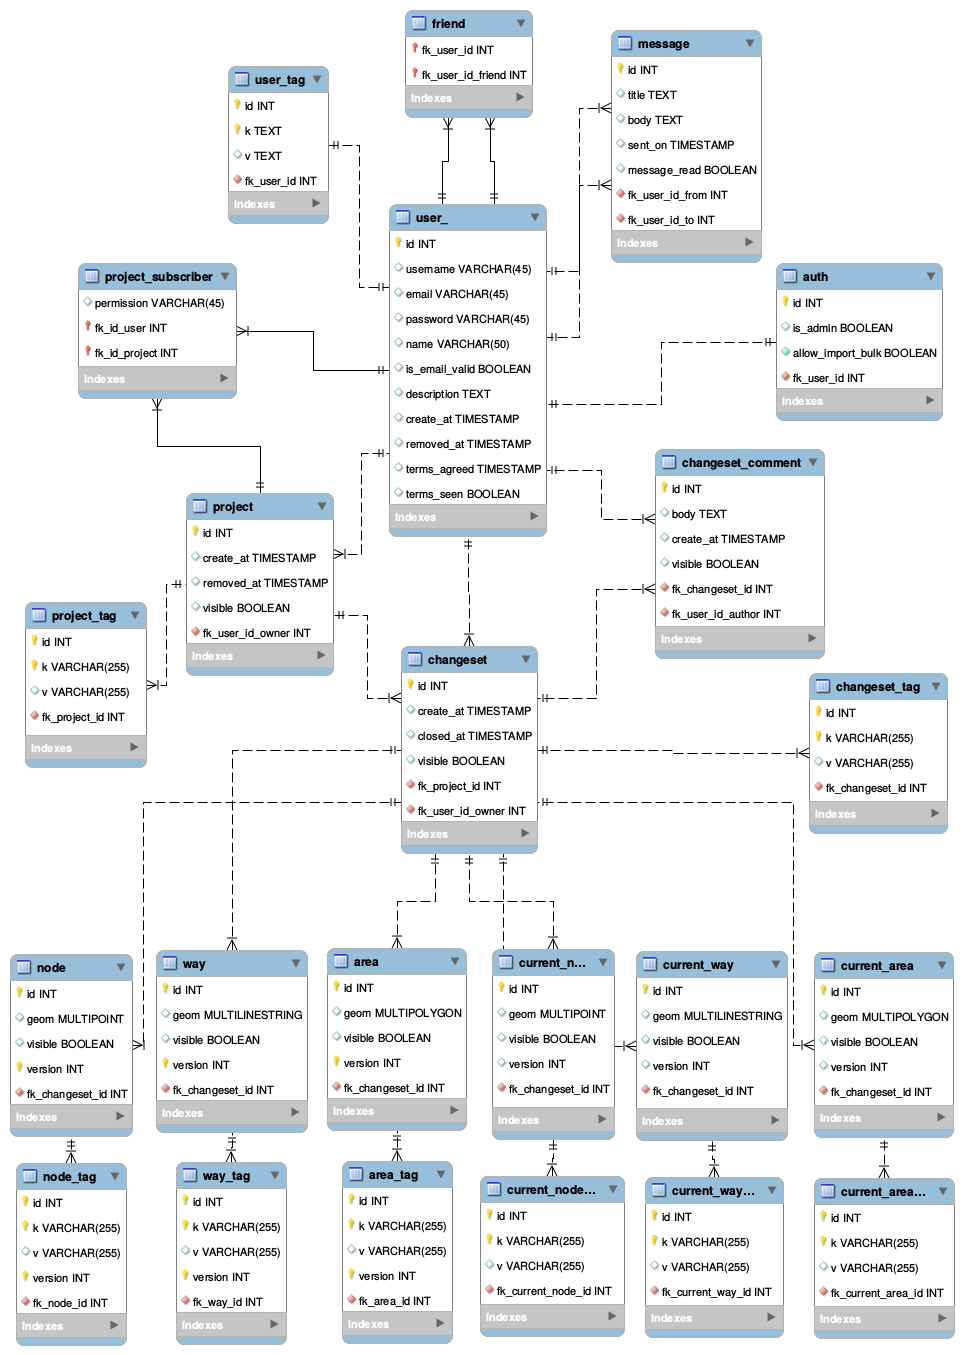 friend
fk_user_id INT
fk_user_id_friend INT
Indexes
message
id INT
title TEXT
body TEXT
sent_on TIMESTAMP
message_read BOOLEAN
fk_user_id_from INT
fk_user_id_to INT
Indexes
user_tag
id INT
k TEXT
v TEXT
fk_user_id INT
Indexes
user_
id INT
username VARCHAR(45)
email VARCHAR(45)
password VARCHAR(45)
name VARCHAR(50)
is_email_valid BOOLEAN
description TEXT
create_at TIMESTAMP
removed_at TIMESTAMP
terms_agreed TIMESTAMP
terms_seen BOOLEAN
Indexes
project_subscriber
permission VARCHAR(45)
fk_id_user INT
fk_id_project INT
Indexes
auth
id INT
is_admin BOOLEAN
allow_import_bulk BOOLEAN
fk_user_id INT
Indexes
changeset_comment
id INT
body TEXT
create_at TIMESTAMP
visible BOOLEAN
fk_changeset_id INT
fk_user_id_author INT
Indexes
project
id INT
create_at TIMESTAMP
removed_at TIMESTAMP
visible BOOLEAN
fk_user_id_owner INT
Indexes
project_tag
id INT
k VARCHAR(255)
v VARCHAR(255)
fk_project_id INT
Indexes
changeset
id INT
create_at TIMESTAMP
closed_at TIMESTAMP
visible BOOLEAN
fk_project_id INT
fk_user_id_owner INT
Indexes
changeset_tag
id INT
k VARCHAR(255)
v VARCHAR(255)
fk_changeset_id INT
Indexes
node
id INT
geom MULTIPOINT
visible BOOLEAN
version INT
fk_changeset_id INT
Indexes
way
id INT
geom MULTILINESTRING
visible BOOLEAN
version INT
fk_changeset_id INT
Indexes
area
id INT
geom MULTIPOLYGON
visible BOOLEAN
version INT
fk_changeset_id INT
Indexes
current_n...
id INT
geom MULTIPOINT
visible BOOLEAN
version INT
fk_changeset_id INT
Indexes
current_way
id INT
geom MULTILINESTRING
visible BOOLEAN
version INT
fk_changeset_id INT
Indexes
current_area
id INT
geom MULTIPOLYGON
visible BOOLEAN
version INT
fk_changeset_id INT
Indexes
node_tag
id INT
k VARCHAR(255)
v VARCHAR(255)
version INT
fk_node_id INT
Indexes
way_tag
id INT
k VARCHAR(255)
v VARCHAR(255)
version INT
fk_way_id INT
Indexes
area_tag
id INT
k VARCHAR(255)
v VARCHAR(255)
version INT
fk_area_id INT
Indexes
current_node...
id INT
k VARCHAR(255)
v VARCHAR(255)
fk_current_node_id INT
Indexes
current_way...
id INT
k VARCHAR(255)
v VARCHAR(255)
fk_current_way_id INT
Indexes
current_area...
id INT
k VARCHAR(255)
v VARCHAR(255)
fk_current_area_id INT
Indexes